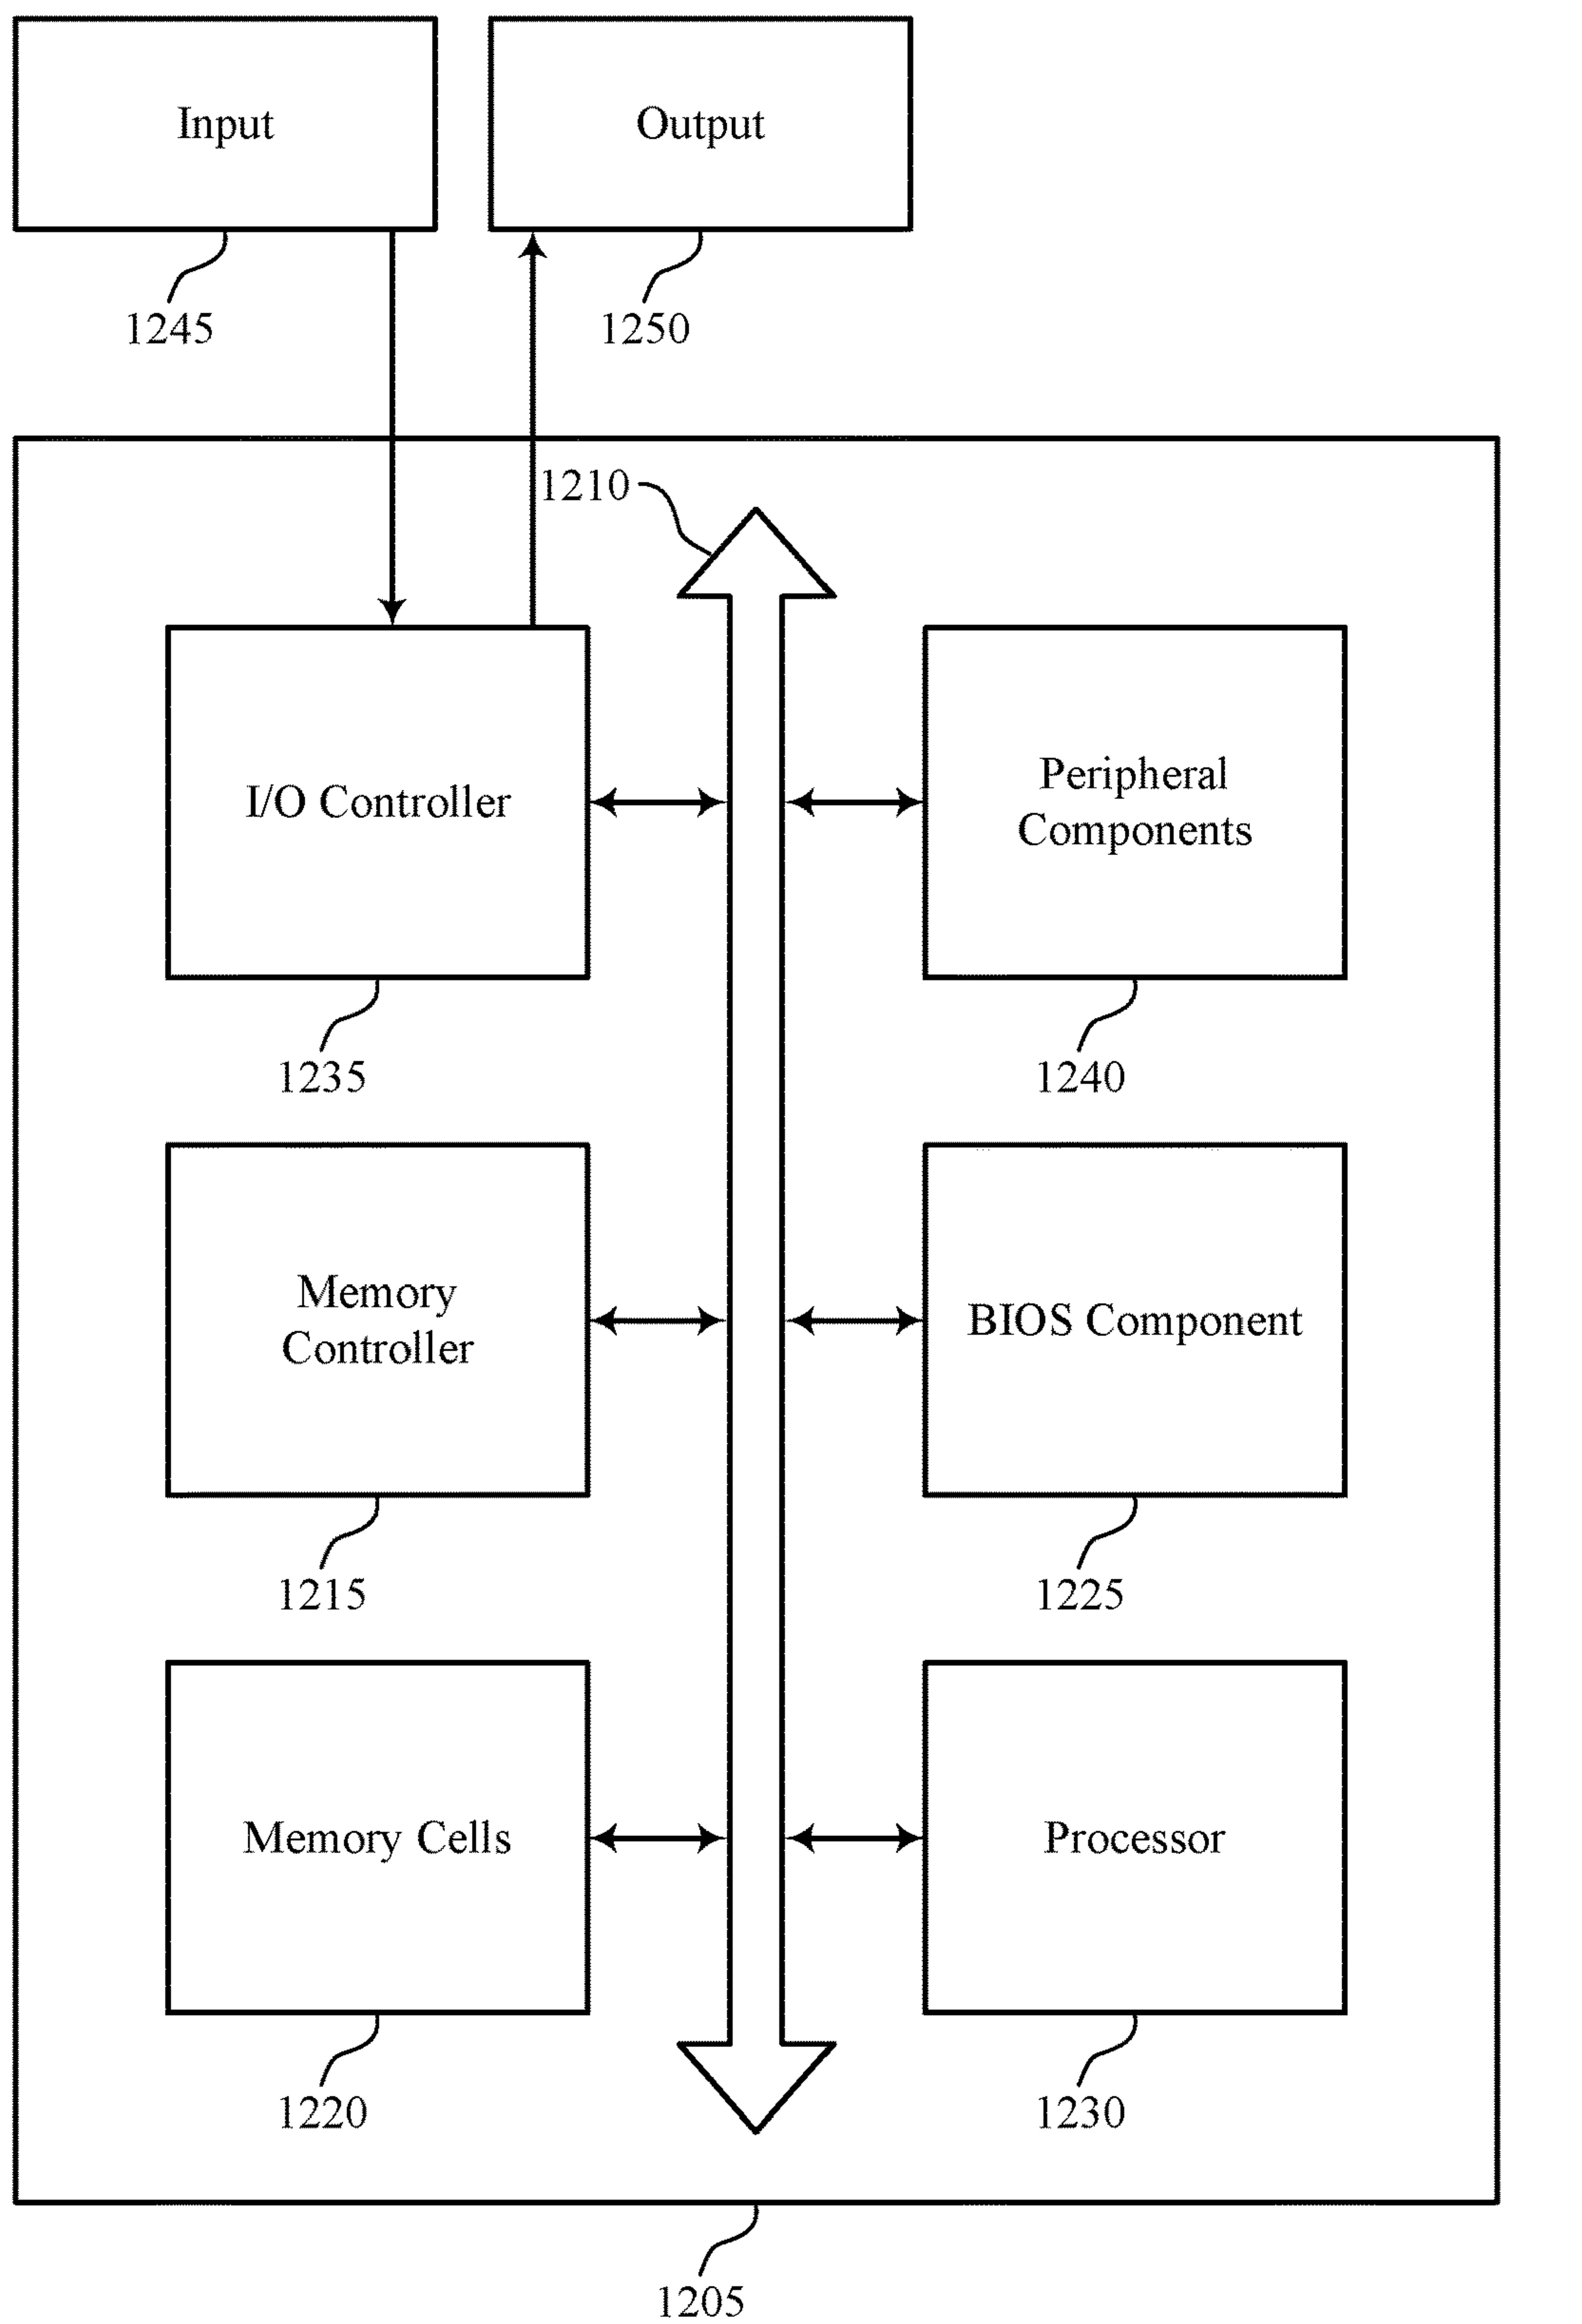 Input
Output
1245
1250
1210
I/O Controller
Peripheral
Components
1235
1240
Memory
Controller
BIOS Component
1215
1225
Memory Cells
Processor
1220
1230
1205